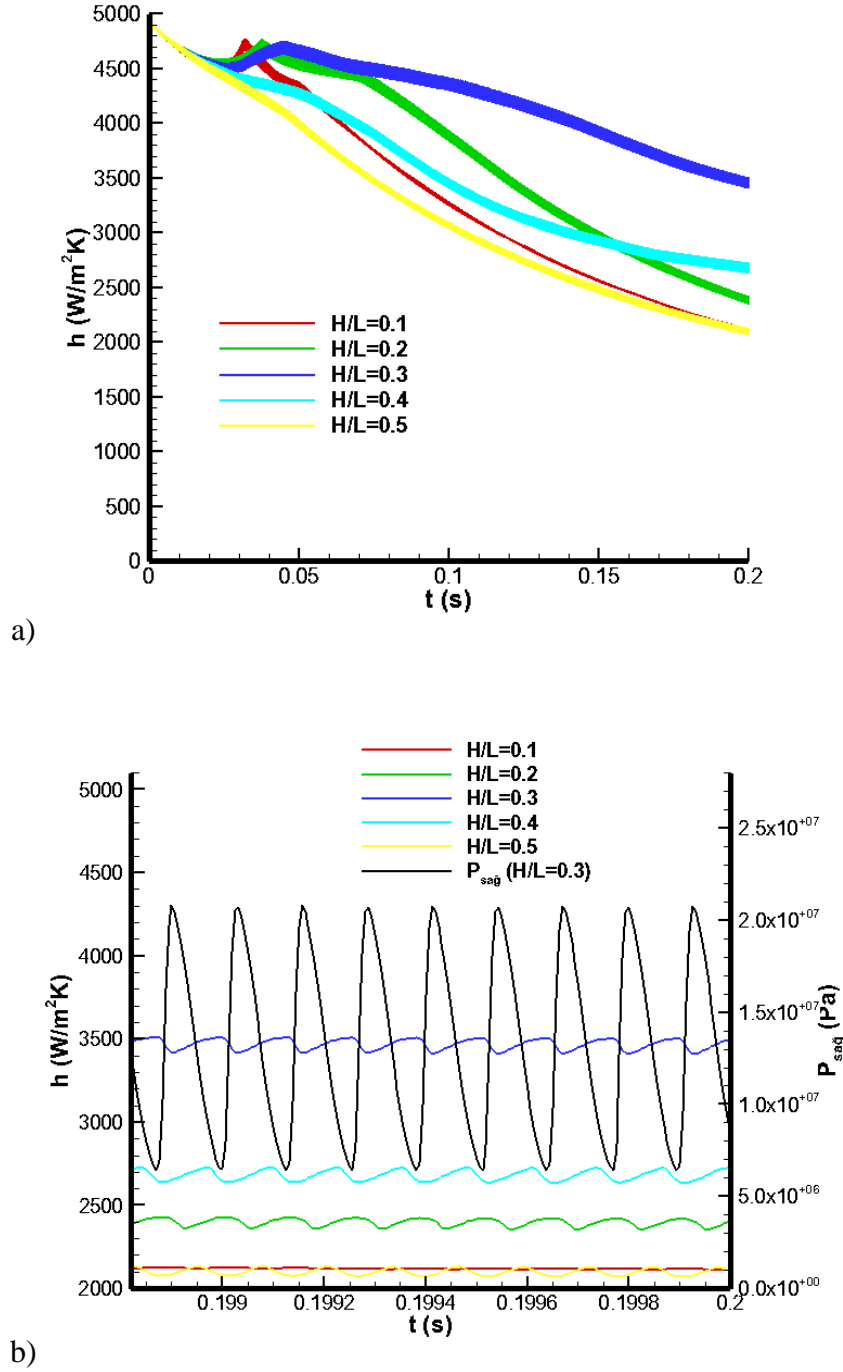 5000
4500
4000
3500
3000
2500
2000
1500
1000
500
0
h (W/m²K)
H/L=0.1
H/L=0.2
H/L=0.3
H/L=0.4
H/L=0.5
0 0.05 0.1 0.15 0.2
t (s)
a)
H/L=0.1
H/L=0.2
H/L=0.3
H/L=0.4
H/L=0.5
P_sağ (H/L=0.3)
5000
4500
4000
3500
3000
2500
2000
h (W/m²K)
2.5x10⁺⁰⁷
2.0x10⁺⁰⁷
1.5x10⁺⁰⁷
1.0x10⁺⁰⁷
5.0x10⁺⁰⁶
0.0x10⁺⁰⁰
P_sağ (Pa)
0.199 0.1992 0.1994 0.1996 0.1998 0.2
t (s)
b)